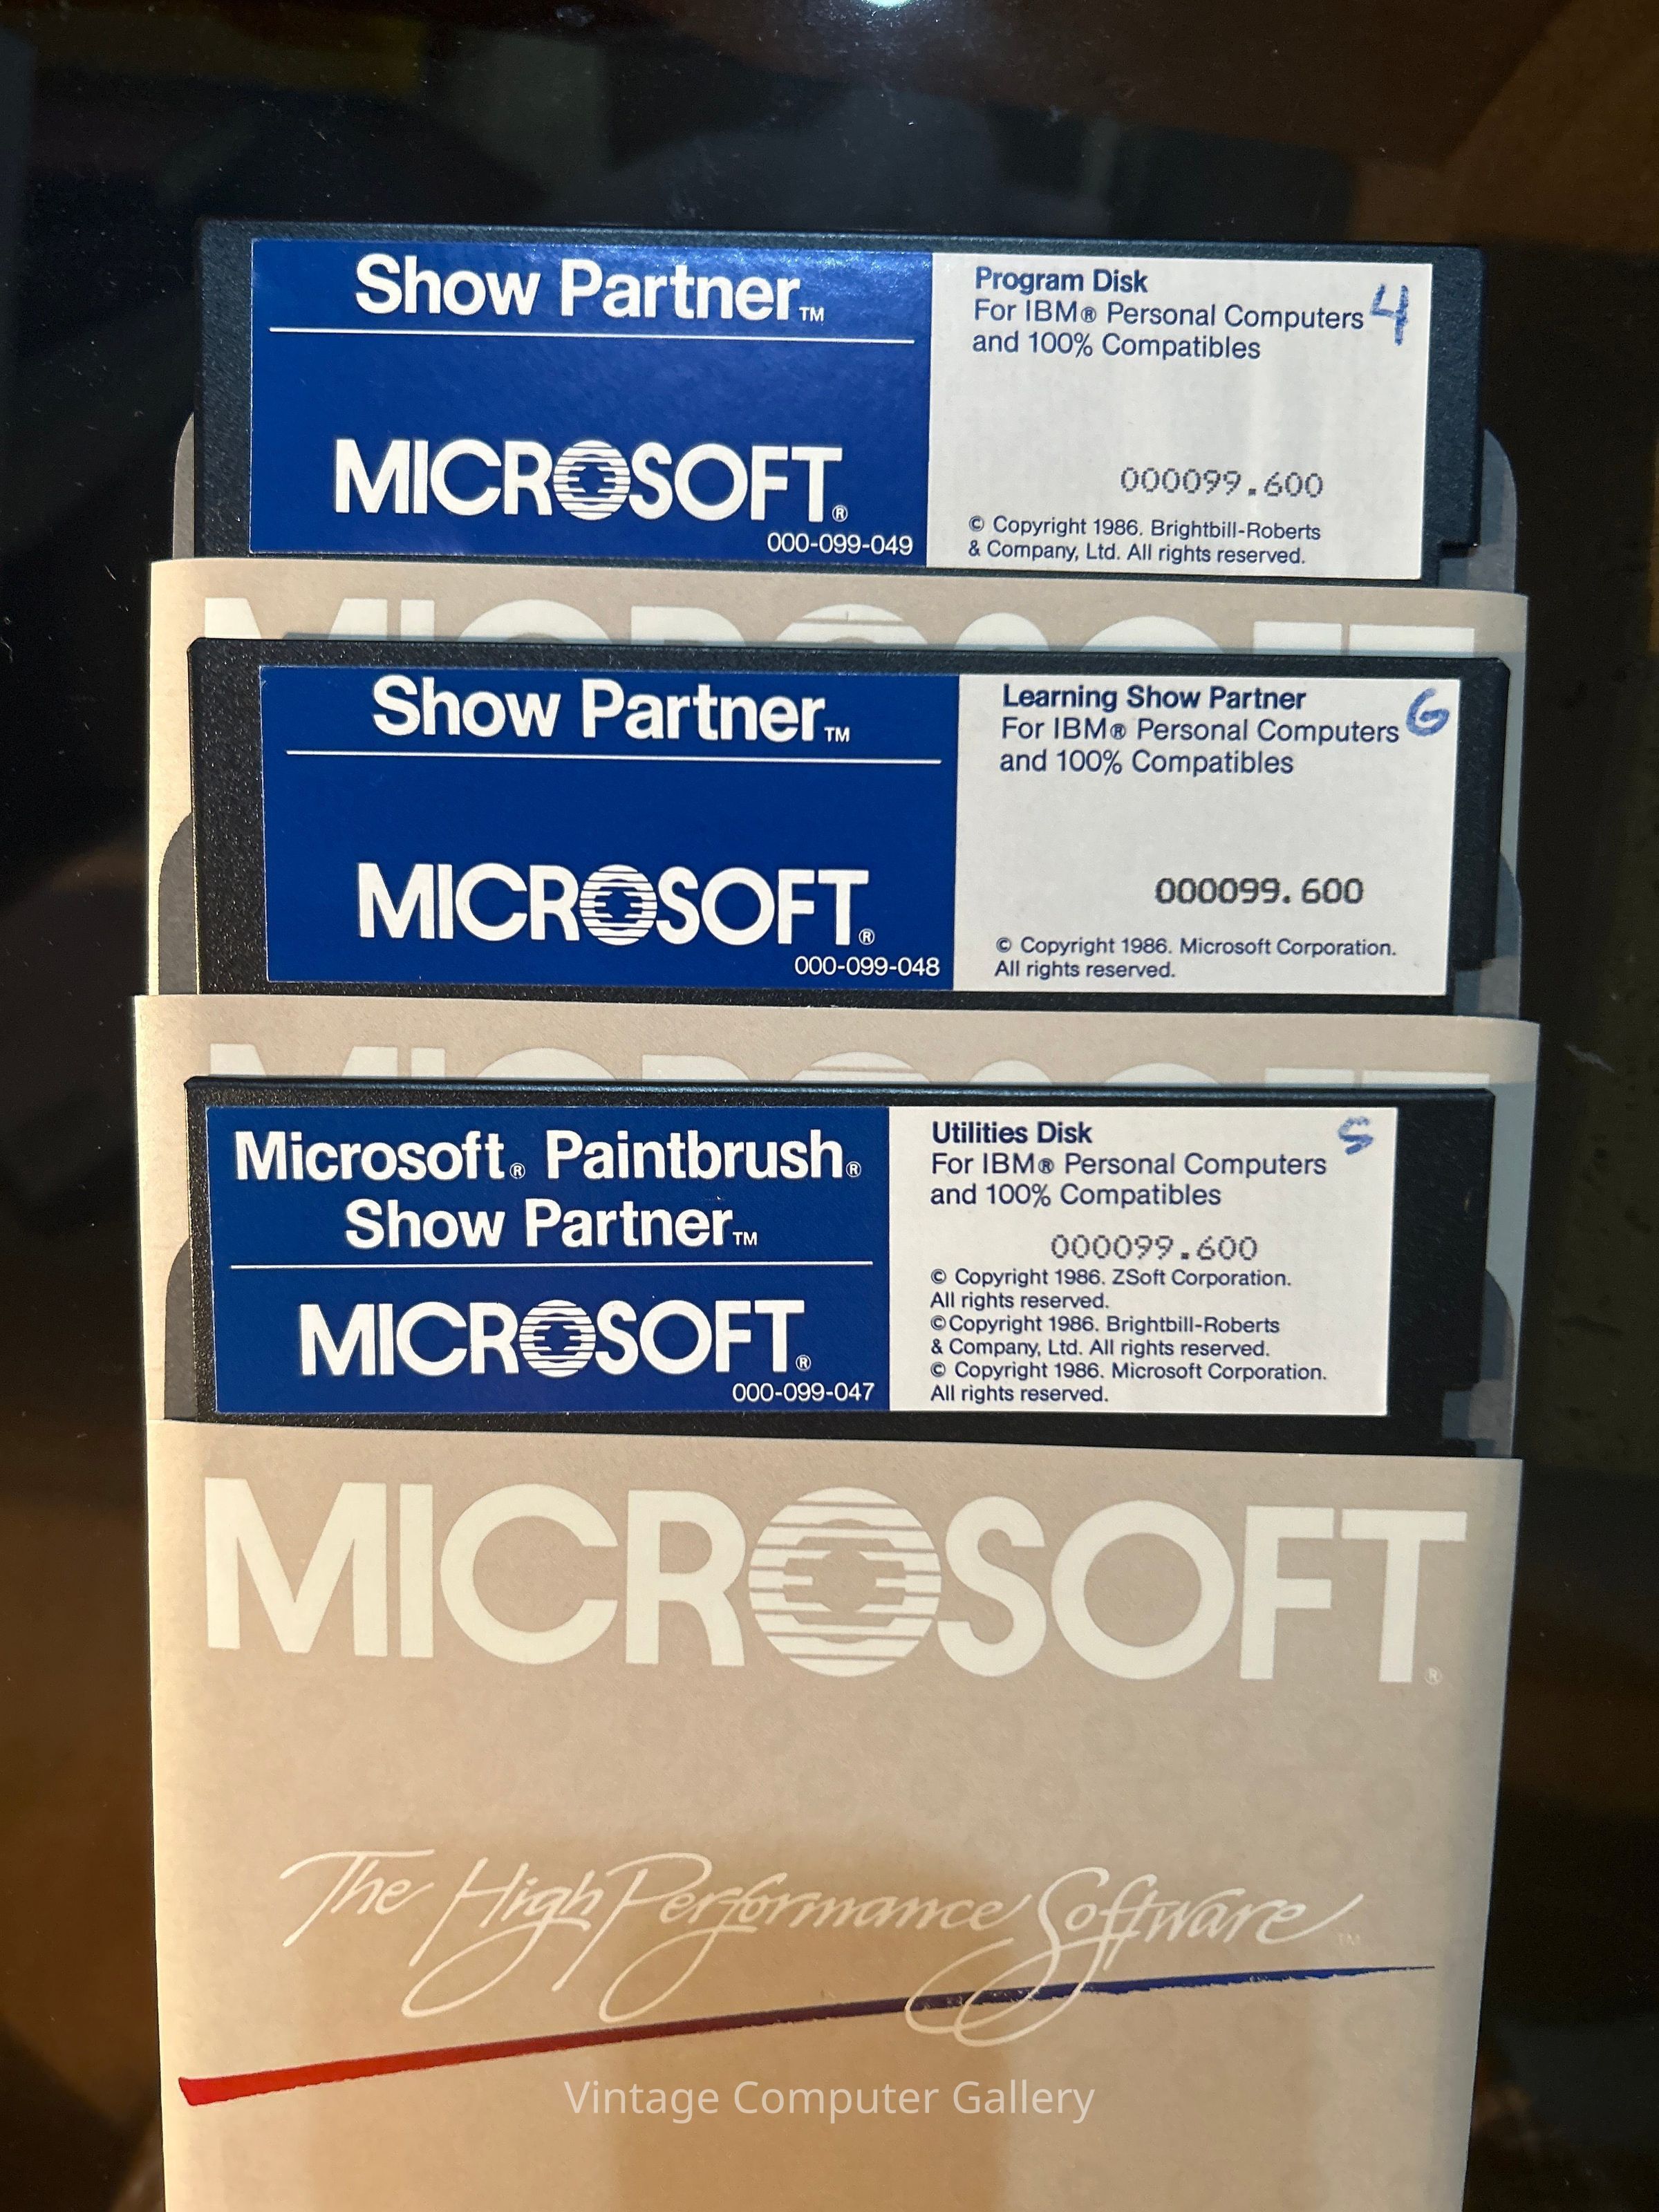 Show Partner™
MICROSOFT®
000-099-049
Program Disk
For IBM® Personal Computers
and 100% Compatibles
4
000099.600
© Copyright 1986. Brightbill-Roberts
& Company, Ltd. All rights reserved.
MICROSOFT
Show Partner™
MICROSOFT®
000-099-048
Learning Show Partner
For IBM® Personal Computers
and 100% Compatibles
6
000099.600
© Copyright 1986. Microsoft Corporation.
All rights reserved.
MICROSOFT
Microsoft® Paintbrush®
Show Partner™
MICROSOFT®
000-099-047
Utilities Disk
For IBM® Personal Computers
and 100% Compatibles
5
000099.600
© Copyright 1986. ZSoft Corporation.
All rights reserved.
©Copyright 1986. Brightbill-Roberts
& Company, Ltd. All rights reserved.
© Copyright 1986. Microsoft Corporation.
All rights reserved.
MICROSOFT®
The High Performance Software™
Vintage Computer Gallery